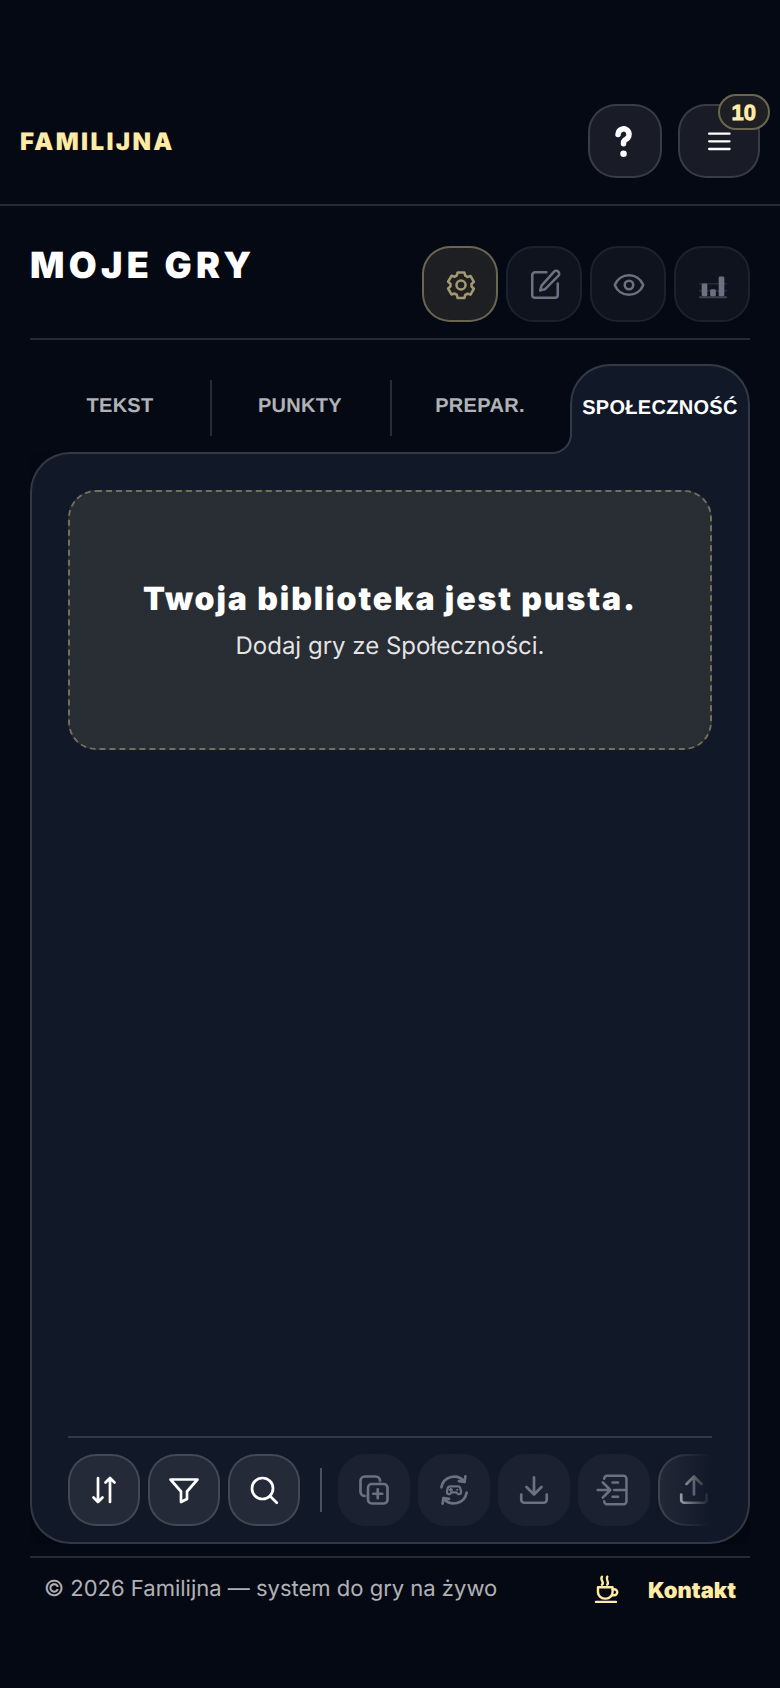 FAMILIJNA
?
10
MOJE GRY
TEKST
PUNKTY
PREPAR.
SPOŁECZNOŚĆ
Twoja biblioteka jest pusta.
Dodaj gry ze Społeczności.
© 2026 Familijna — system do gry na żywo
Kontakt